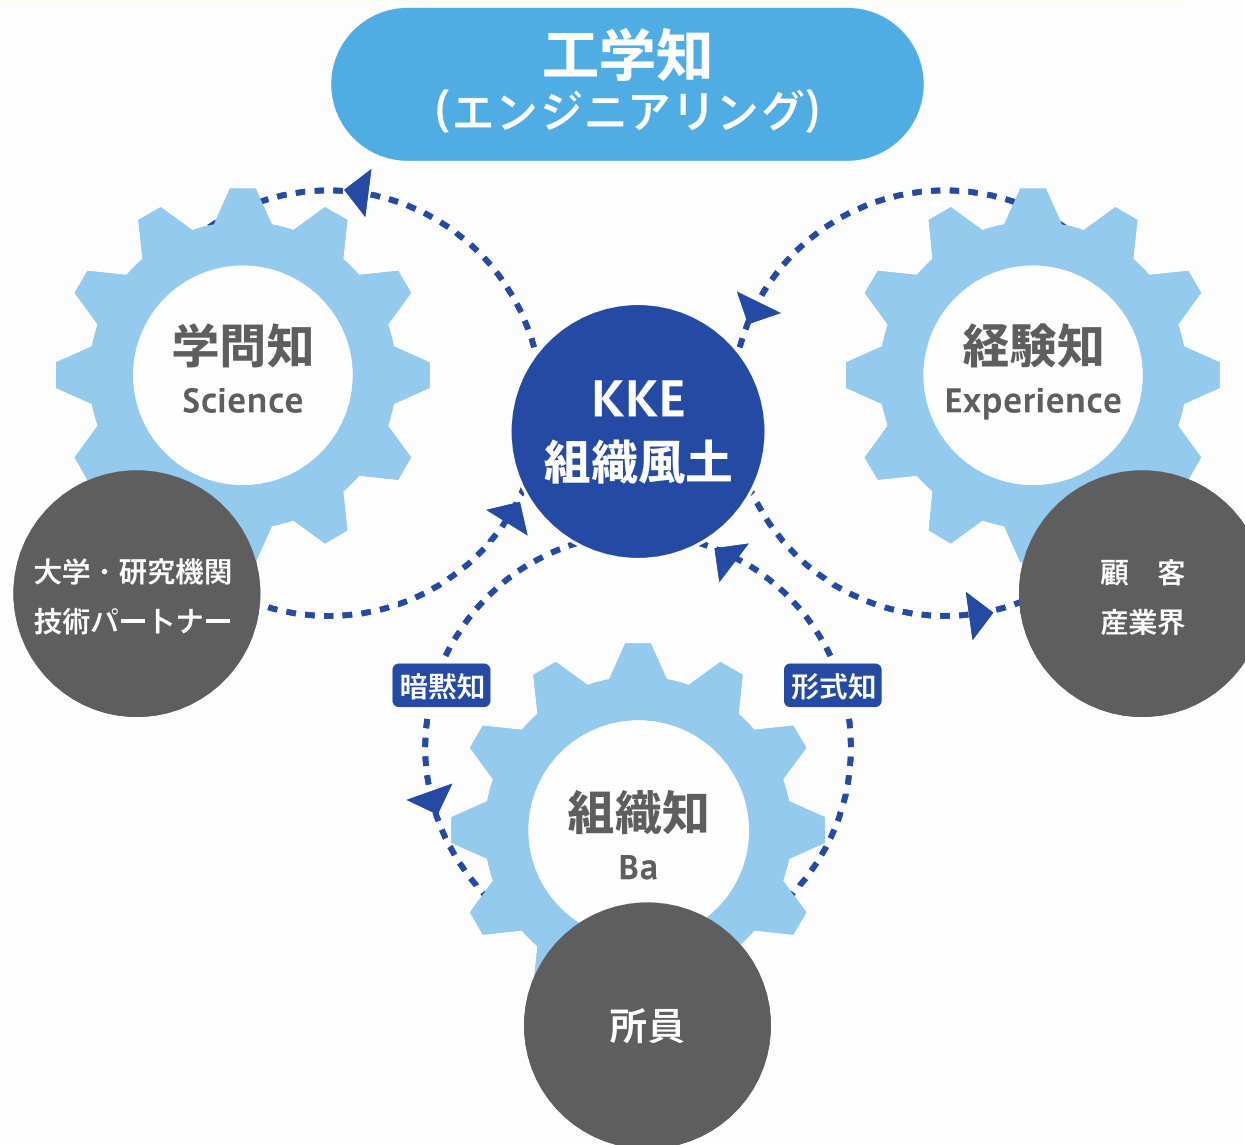 工学知
(エンジニアリング)
学問知
Science
大学・研究機関
技術パートナー
KKE
組織風土
経験知
Experience
顧　客
産業界
暗黙知
形式知
組織知
Ba
所員